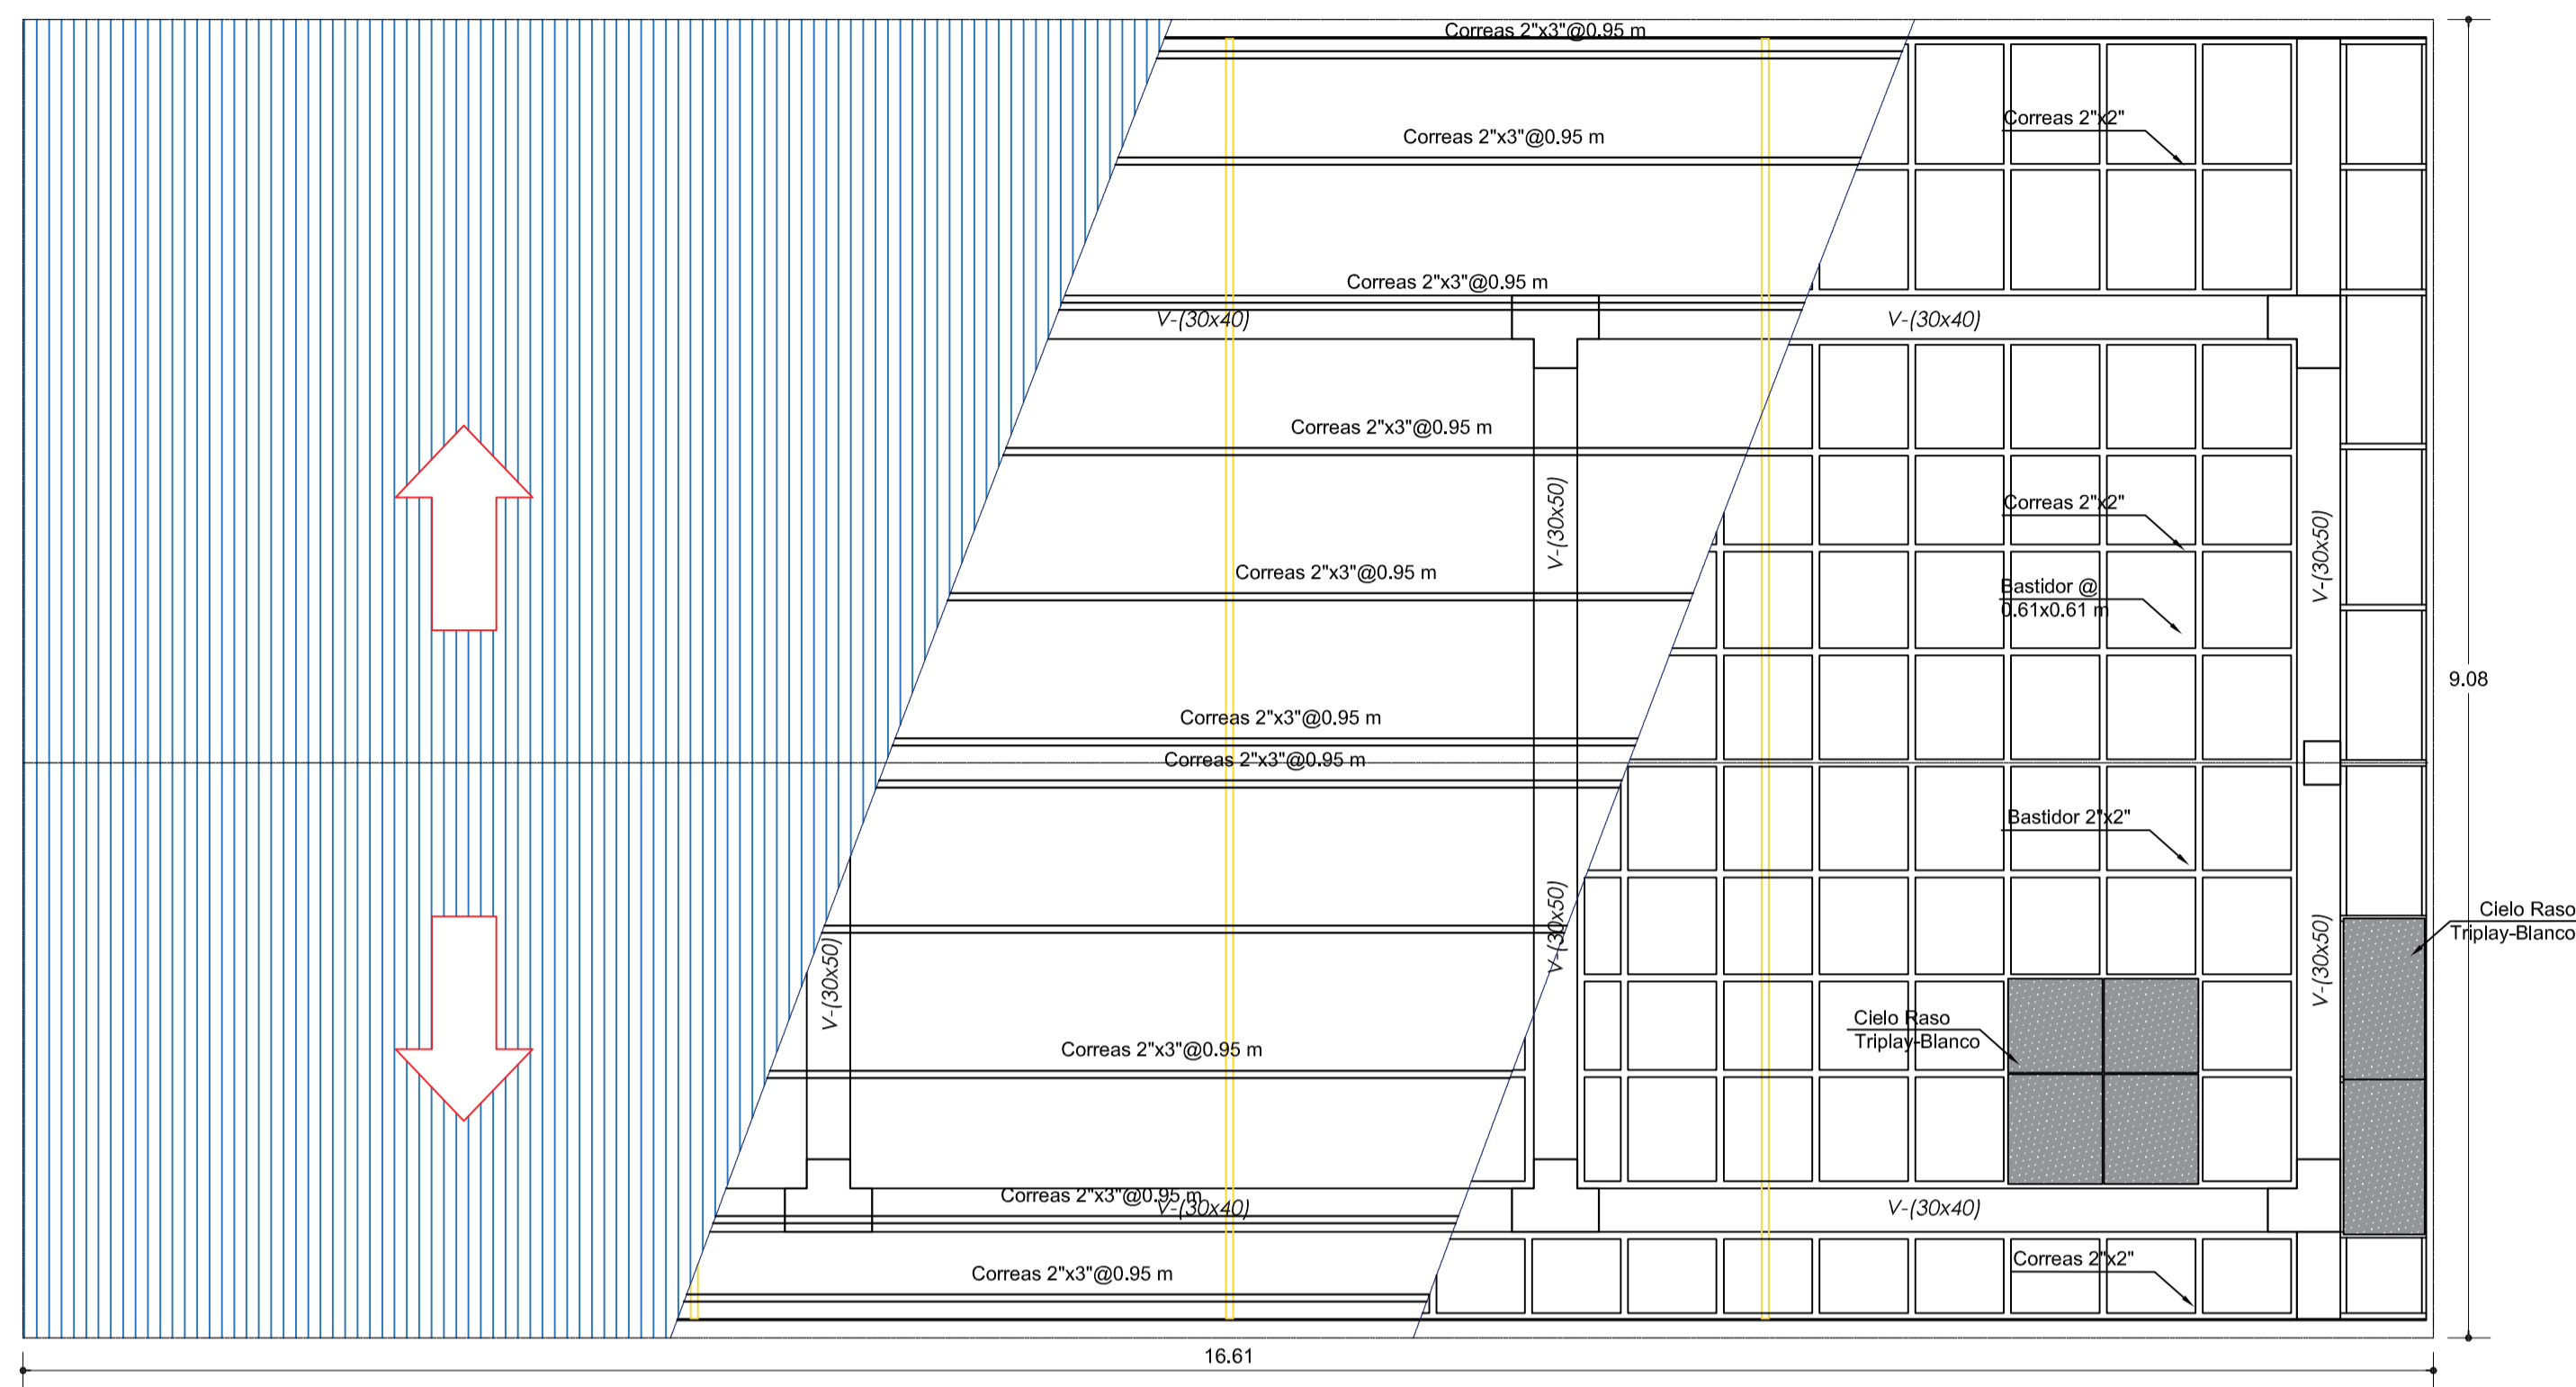 Correas 2"x3"@0.95 m
Correas 2"x2"
Correas 2"x3"@0.95 m
Correas 2"x3"@0.95 m
V-(30x40)
V-(30x40)
Correas 2"x3"@0.95 m
V-(30x50)
Correas 2"x2"
V-(30x50)
Correas 2"x3"@0.95 m
Bastidor @
0.61x0.61 m
9.08
Correas 2"x3"@0.95 m
Correas 2"x3"@0.95 m
Bastidor 2"x2"
Cielo Raso
Triplay-Blanco
V-(30x50)
V-(30x50)
V-(30x50)
Cielo Raso
Triplay-Blanco
Correas 2"x3"@0.95 m
Correas 2"x3"@0.95 m
V-(30x40)
V-(30x40)
Correas 2"x2"
Correas 2"x3"@0.95 m
16.61